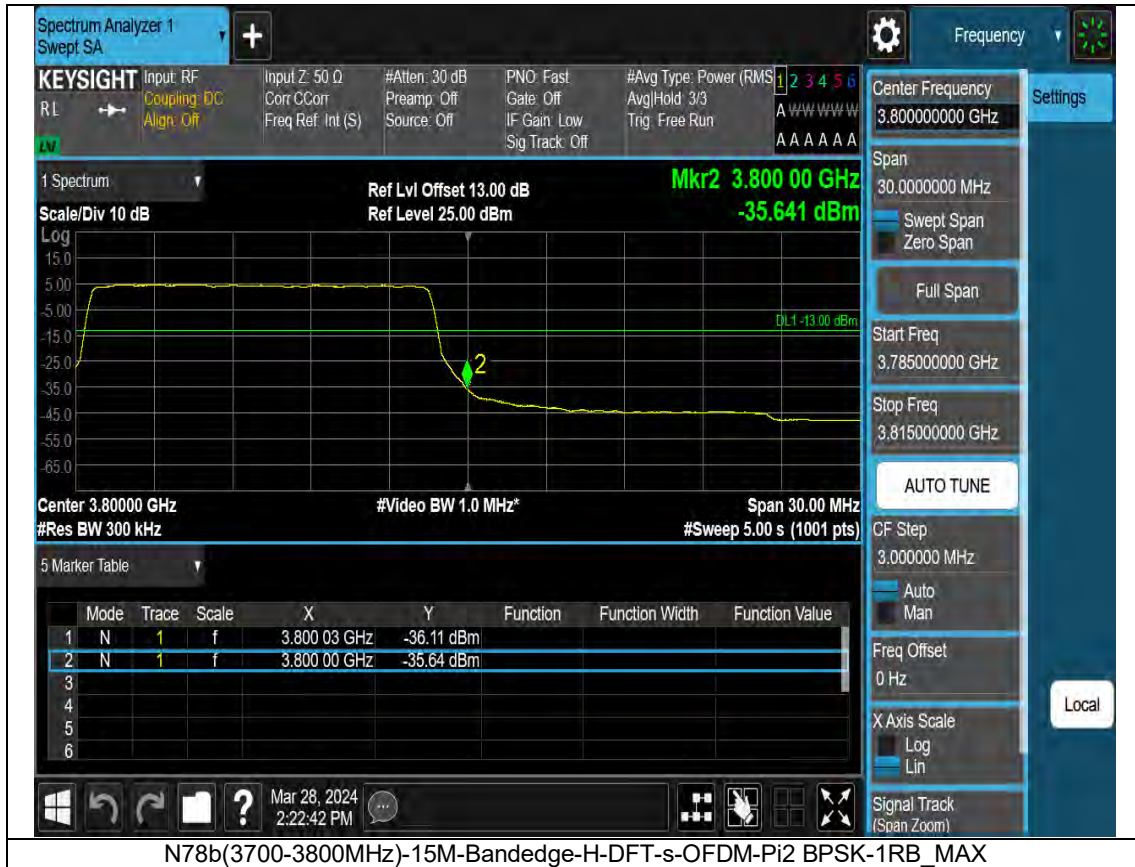 Spectrum Analyzer 1
Swept SA
Frequency
KEYSIGHT
RL
Input: RF
Coupling: DC
Align: Off
Input Z: 50 Ω
Corr CCorr
Freq Ref: Int (S)
#Atten: 30 dB
Preamp: Off
Source: Off
PNO: Fast
Gate: Off
IF Gain: Low
Sig Track: Off
#Avg Type: Power (RMS
Avg|Hold: 3/3
Trig: Free Run
1 2 3 4 5 6
A W W W W W
A A A A A A
1 Spectrum
Scale/Div 10 dB
Ref Lvl Offset 13.00 dB
Ref Level 25.00 dBm
Mkr2 3.800 00 GHz
-35.641 dBm
Log
15.0
5.00
-5.00
-15.0
-25.0
-35.0
-45.0
-55.0
-65.0
DL1 -13.00 dBm
2
Center 3.80000 GHz
#Video BW 1.0 MHz*
Span 30.00 MHz
#Res BW 300 kHz
#Sweep 5.00 s (1001 pts)
5 Marker Table
Mode Trace Scale X Y Function Function Width Function Value
1 N 1 f 3.800 03 GHz -36.11 dBm
2 N 1 f 3.800 00 GHz -35.64 dBm
3
4
5
6
Mar 28, 2024
2:22:42 PM
Center Frequency
3.800000000 GHz
Settings
Span
30.0000000 MHz
Swept Span
Zero Span
Full Span
Start Freq
3.785000000 GHz
Stop Freq
3.815000000 GHz
AUTO TUNE
CF Step
3.000000 MHz
Auto
Man
Freq Offset
0 Hz
X Axis Scale
Log
Lin
Local
Signal Track
(Span Zoom)
N78b(3700-3800MHz)-15M-Bandedge-H-DFT-s-OFDM-Pi2 BPSK-1RB_MAX